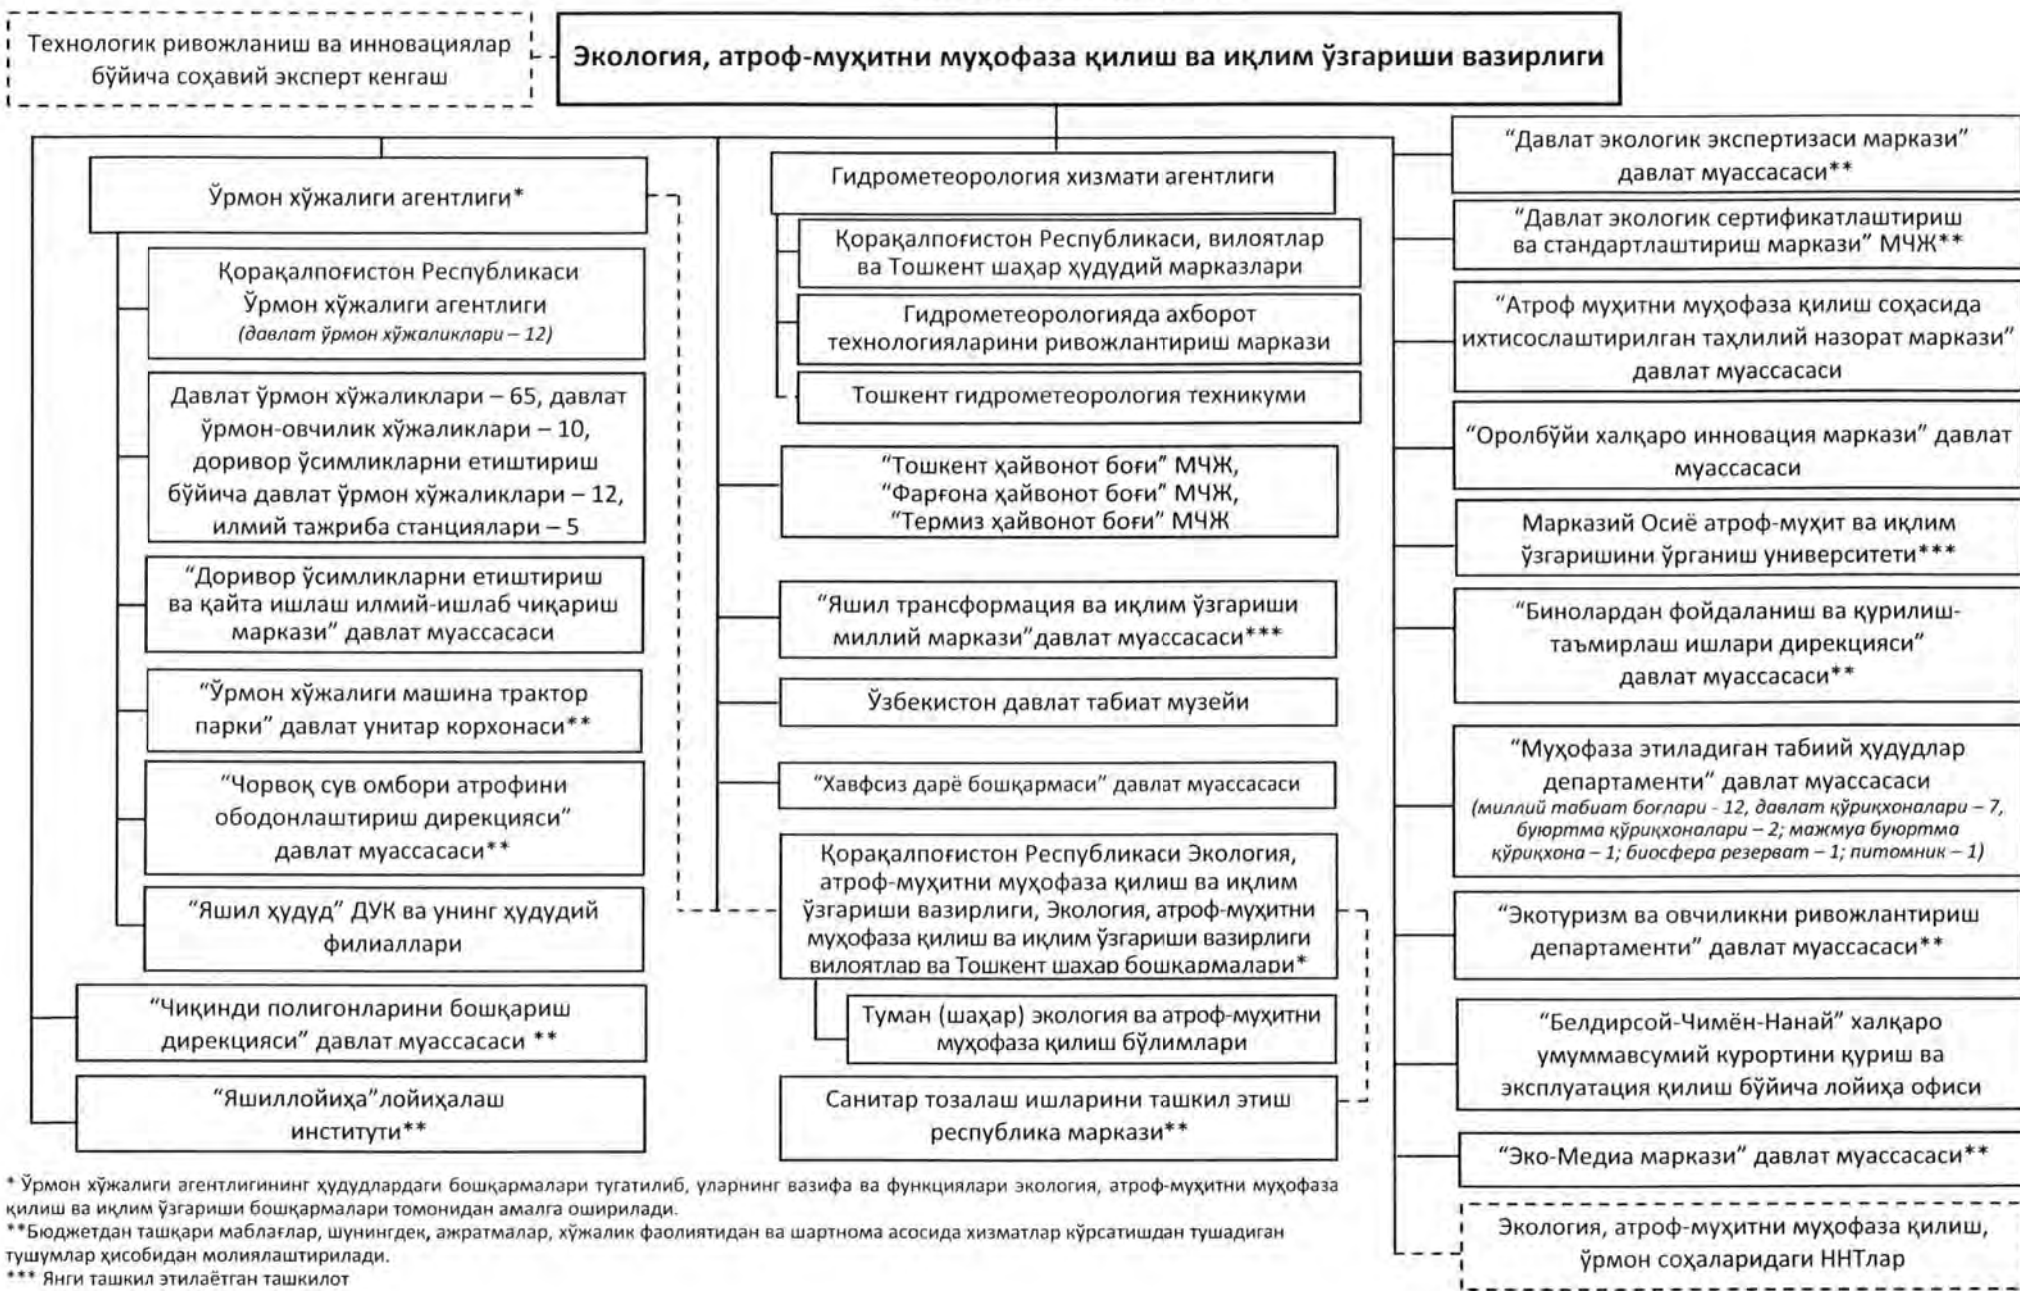 Технологик ривожланиш ва инновациялар
бўйича соҳавий эксперт кенгаш
Экология, атроф-муҳитни муҳофаза қилиш ва иқлим ўзгариши вазирлиги
Ўрмон хўжалиги агентлиги*
Қорақалпоғистон Республикаси
Ўрмон хўжалиги агентлиги
(давлат ўрмон хўжаликлари – 12)
Давлат ўрмон хўжаликлари – 65, давлат
ўрмон-овчилик хўжаликлари – 10,
доривор ўсимликларни етиштириш
бўйича давлат ўрмон хўжаликлари – 12,
илмий тажриба станциялари – 5
“Доривор ўсимликларни етиштириш
ва қайта ишлаш илмий-ишлаб чиқариш
маркази” давлат муассасаси
“Ўрмон хўжалиги машина трактор
парки” давлат унитар корхонаси**
“Чорвоқ сув омбори атрофини
ободонлаштириш дирекцияси”
давлат муассасаси**
“Яшил ҳудуд” ДУК ва унинг ҳудудий
филиаллари
“Чиқинди полигонларини бошқариш
дирекцияси” давлат муассасаси **
“Яшиллойиҳа”лойиҳалаш
институти**
Гидрометеорология хизмати агентлиги
Қорақалпоғистон Республикаси, вилоятлар
ва Тошкент шаҳар ҳудудий марказлари
Гидрометеорологияда ахборот
технологияларини ривожлантириш маркази
Тошкент гидрометеорология техникуми
“Тошкент ҳайвонот боғи” МЧЖ,
“Фарғона ҳайвонот боғи” МЧЖ,
“Термиз ҳайвонот боғи” МЧЖ
“Яшил трансформация ва иқлим ўзгариши
миллий маркази”давлат муассасаси***
Ўзбекистон давлат табиат музейи
“Хавфсиз дарё бошқармаси” давлат муассасаси
Қорақалпоғистон Республикаси Экология,
атроф-муҳитни муҳофаза қилиш ва иқлим
ўзгариши вазирлиги, Экология, атроф-муҳитни
муҳофаза қилиш ва иқлим ўзгариши вазирлиги
вилоятлар ва Тошкент шаҳар бошқармалари*
Туман (шаҳар) экология ва атроф-муҳитни
муҳофаза қилиш бўлимлари
Санитар тозалаш ишларини ташкил этиш
республика маркази**
“Давлат экологик экспертизаси маркази”
давлат муассасаси**
“Давлат экологик сертификатлаштириш
ва стандартлаштириш маркази” МЧЖ**
“Атроф муҳитни муҳофаза қилиш соҳасида
ихтисослаштирилган таҳлилий назорат маркази”
давлат муассасаси
“Оролбўйи халқаро инновация маркази” давлат
муассасаси
Марказий Осиё атроф-муҳит ва иқлим
ўзгаришини ўрганиш университети***
“Бинолардан фойдаланиш ва қурилиш-
таъмирлаш ишлари дирекцияси”
давлат муассасаси**
“Муҳофаза этиладиган табиий ҳудудлар
департаменти” давлат муассасаси
(миллий табиат боғлари - 12, давлат қўриқхоналари – 7,
буюртма қўриқхоналари – 2; мажмуа буюртма
қўриқхона – 1; биосфера резерват – 1; питомник – 1)
“Экотуризм ва овчиликни ривожлантириш
департаменти” давлат муассасаси**
“Белдирсой-Чимён-Нанай” халқаро
умуммавсумий курортини қуриш ва
эксплуатация қилиш бўйича лойиҳа офиси
“Эко-Медиа маркази” давлат муассасаси**
Экология, атроф-муҳитни муҳофаза қилиш,
ўрмон соҳаларидаги ННТлар
* Ўрмон хўжалиги агентлигининг ҳудудлардаги бошқармалари тугатилиб, уларнинг вазифа ва функциялари экология, атроф-муҳитни муҳофаза
қилиш ва иқлим ўзгариши бошқармалари томонидан амалга оширилади.
**Бюджетдан ташқари маблағлар, шунингдек, ажратмалар, хўжалик фаолиятидан ва шартнома асосида хизматлар кўрсатишдан тушадиган
тушумлар ҳисобидан молиялаштирилади.
*** Янги ташкил этилаётган ташкилот